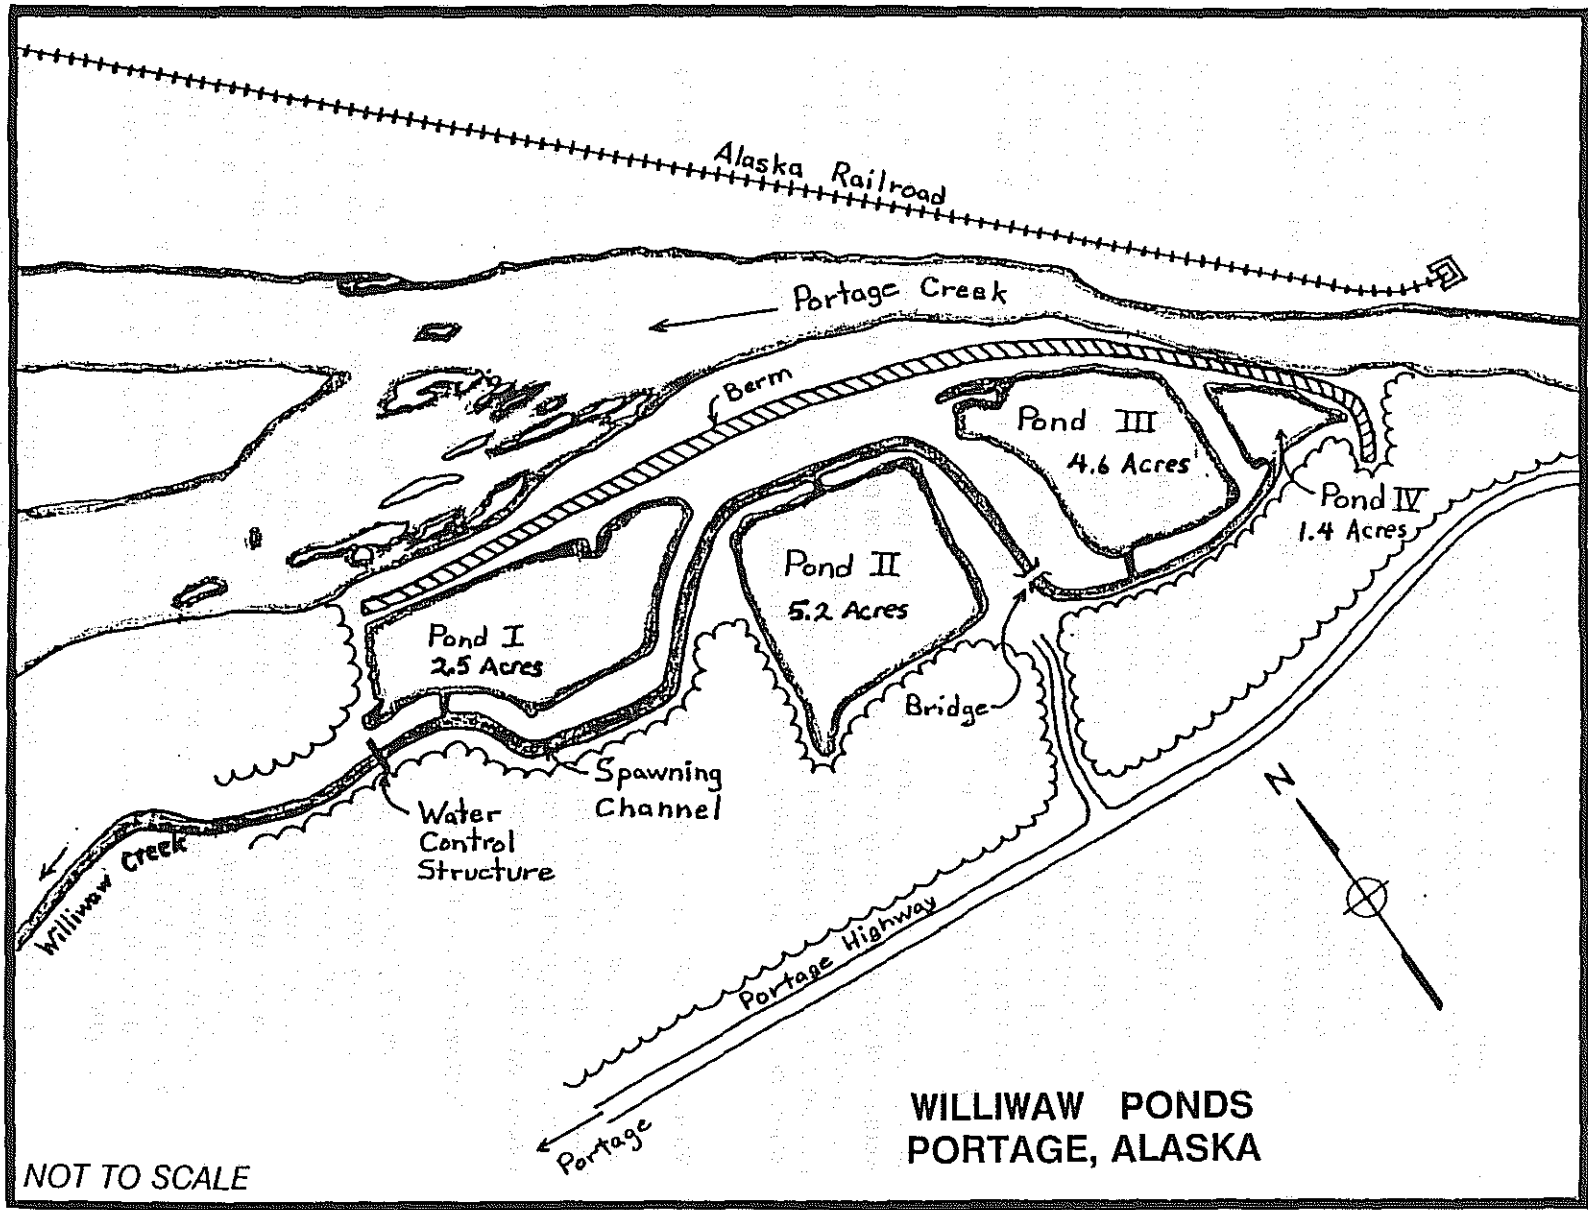 Alaska Railroad
Portage Creek
Berm
Pond III
4.6 Acres
Pond IV
1.4 Acres
Pond II
5.2 Acres
Pond I
2.5 Acres
Bridge
Spawning
Channel
Water
Control
Structure
Williwaw Creek
N
Portage Highway
Portage
WILLIWAW PONDS
PORTAGE, ALASKA
NOT TO SCALE